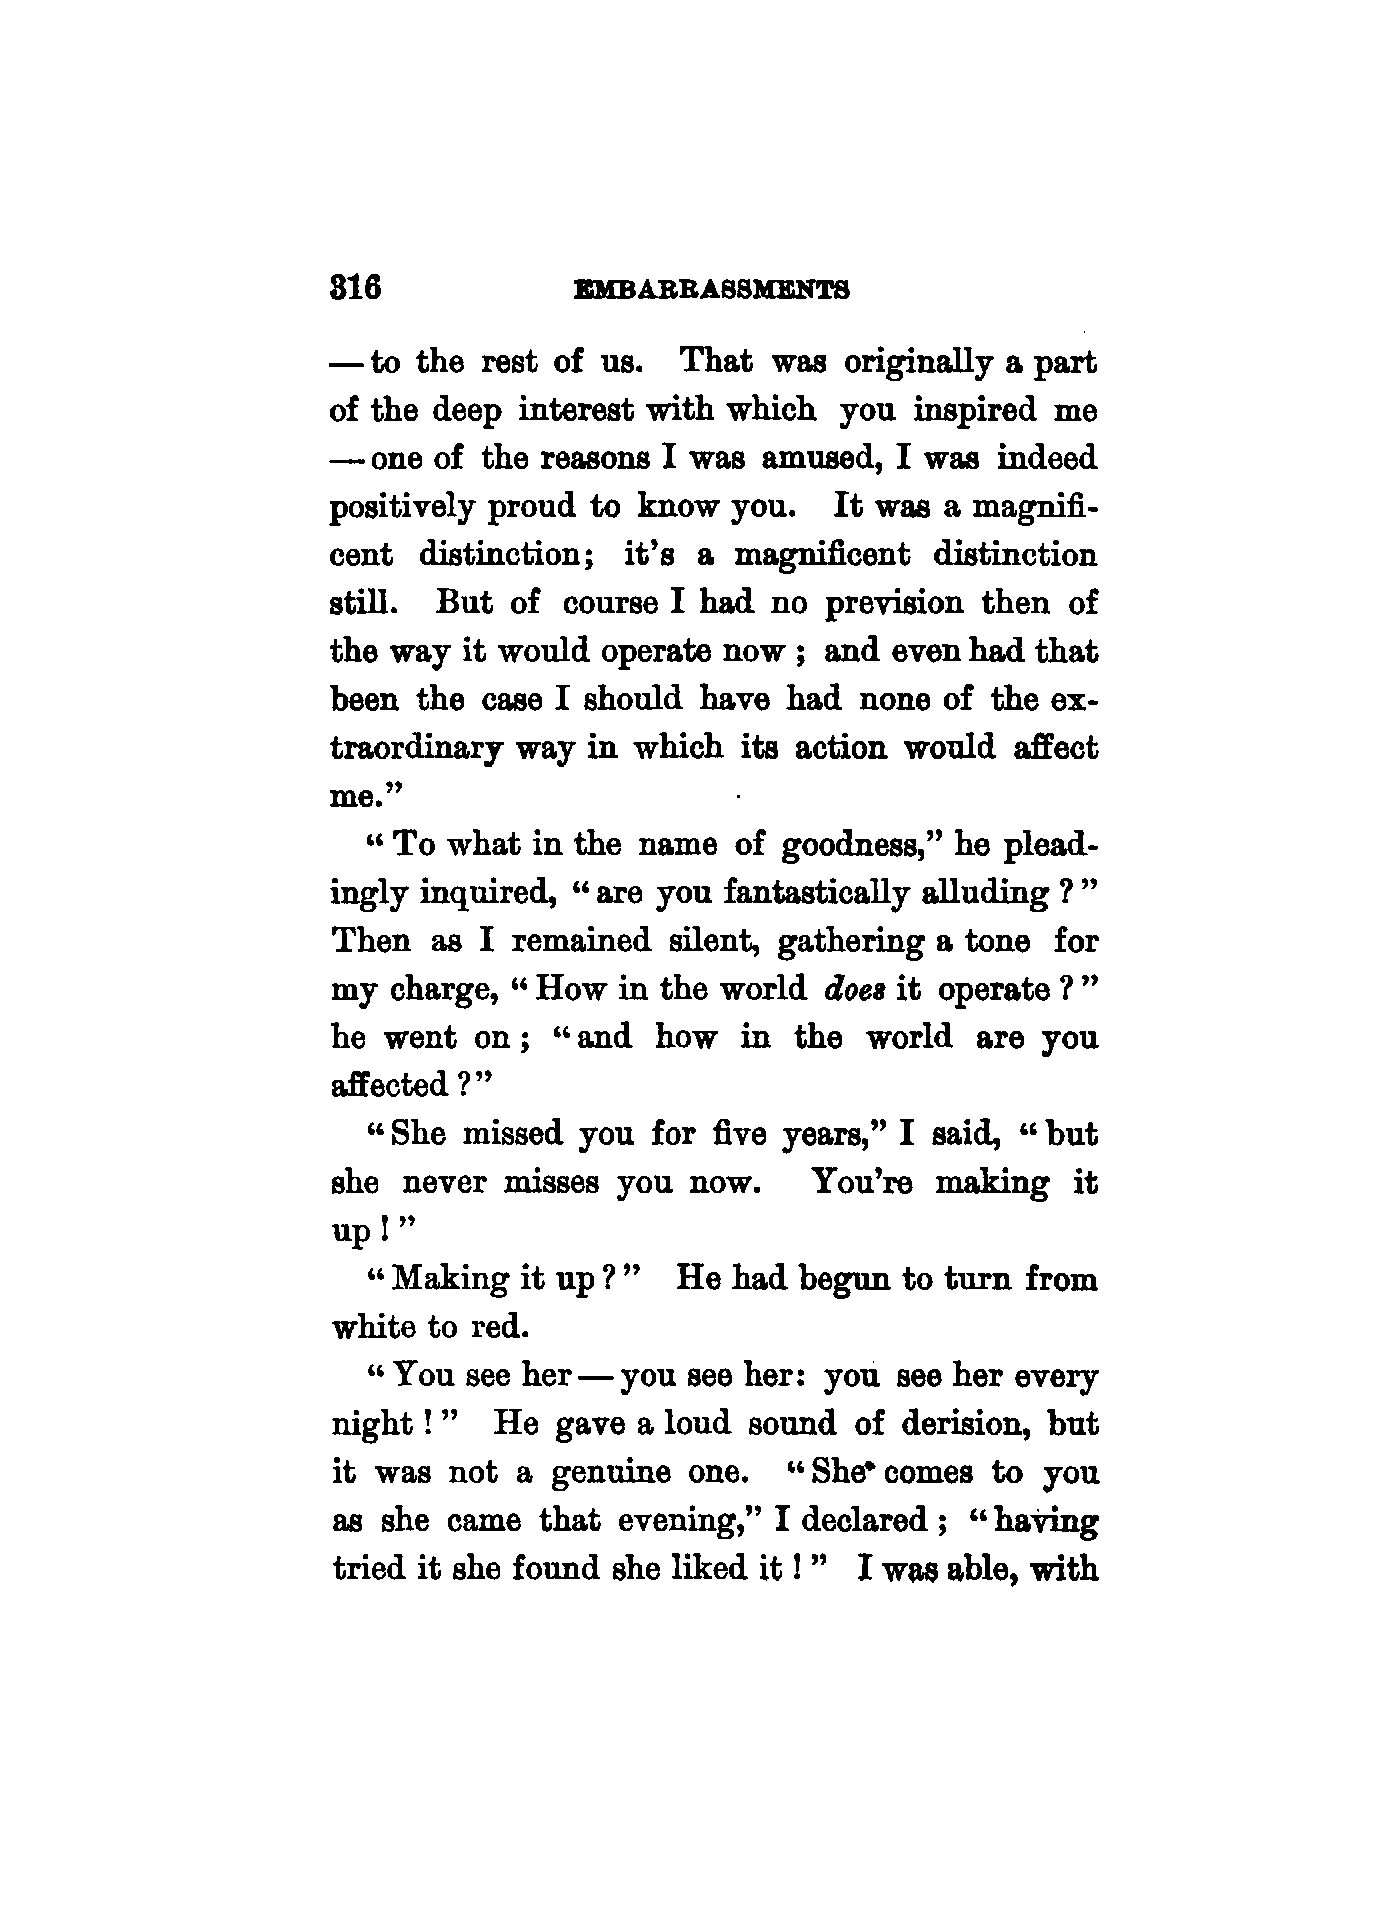 316 EMBARRASSMENTS
— to the rest of us. That was originally a part
of the deep interest with which you inspired me
— one of the reasons I was amused, I was indeed
positively proud to know you. It was a magnifi-
cent distinction; it's a magnificent distinction
still. But of course I had no prevision then of
the way it would operate now; and even had that
been the case I should have had none of the ex-
traordinary way in which its action would affect
me."
"To what in the name of goodness," he plead-
ingly inquired, "are you fantastically alluding?"
Then as I remained silent, gathering a tone for
my charge, "How in the world does it operate?"
he went on; "and how in the world are you
affected?"
"She missed you for five years," I said, "but
she never misses you now. You're making it
up!"
"Making it up?" He had begun to turn from
white to red.
"You see her—you see her: you see her every
night!" He gave a loud sound of derision, but
it was not a genuine one. "She comes to you
as she came that evening," I declared; "having
tried it she found she liked it!" I was able, with